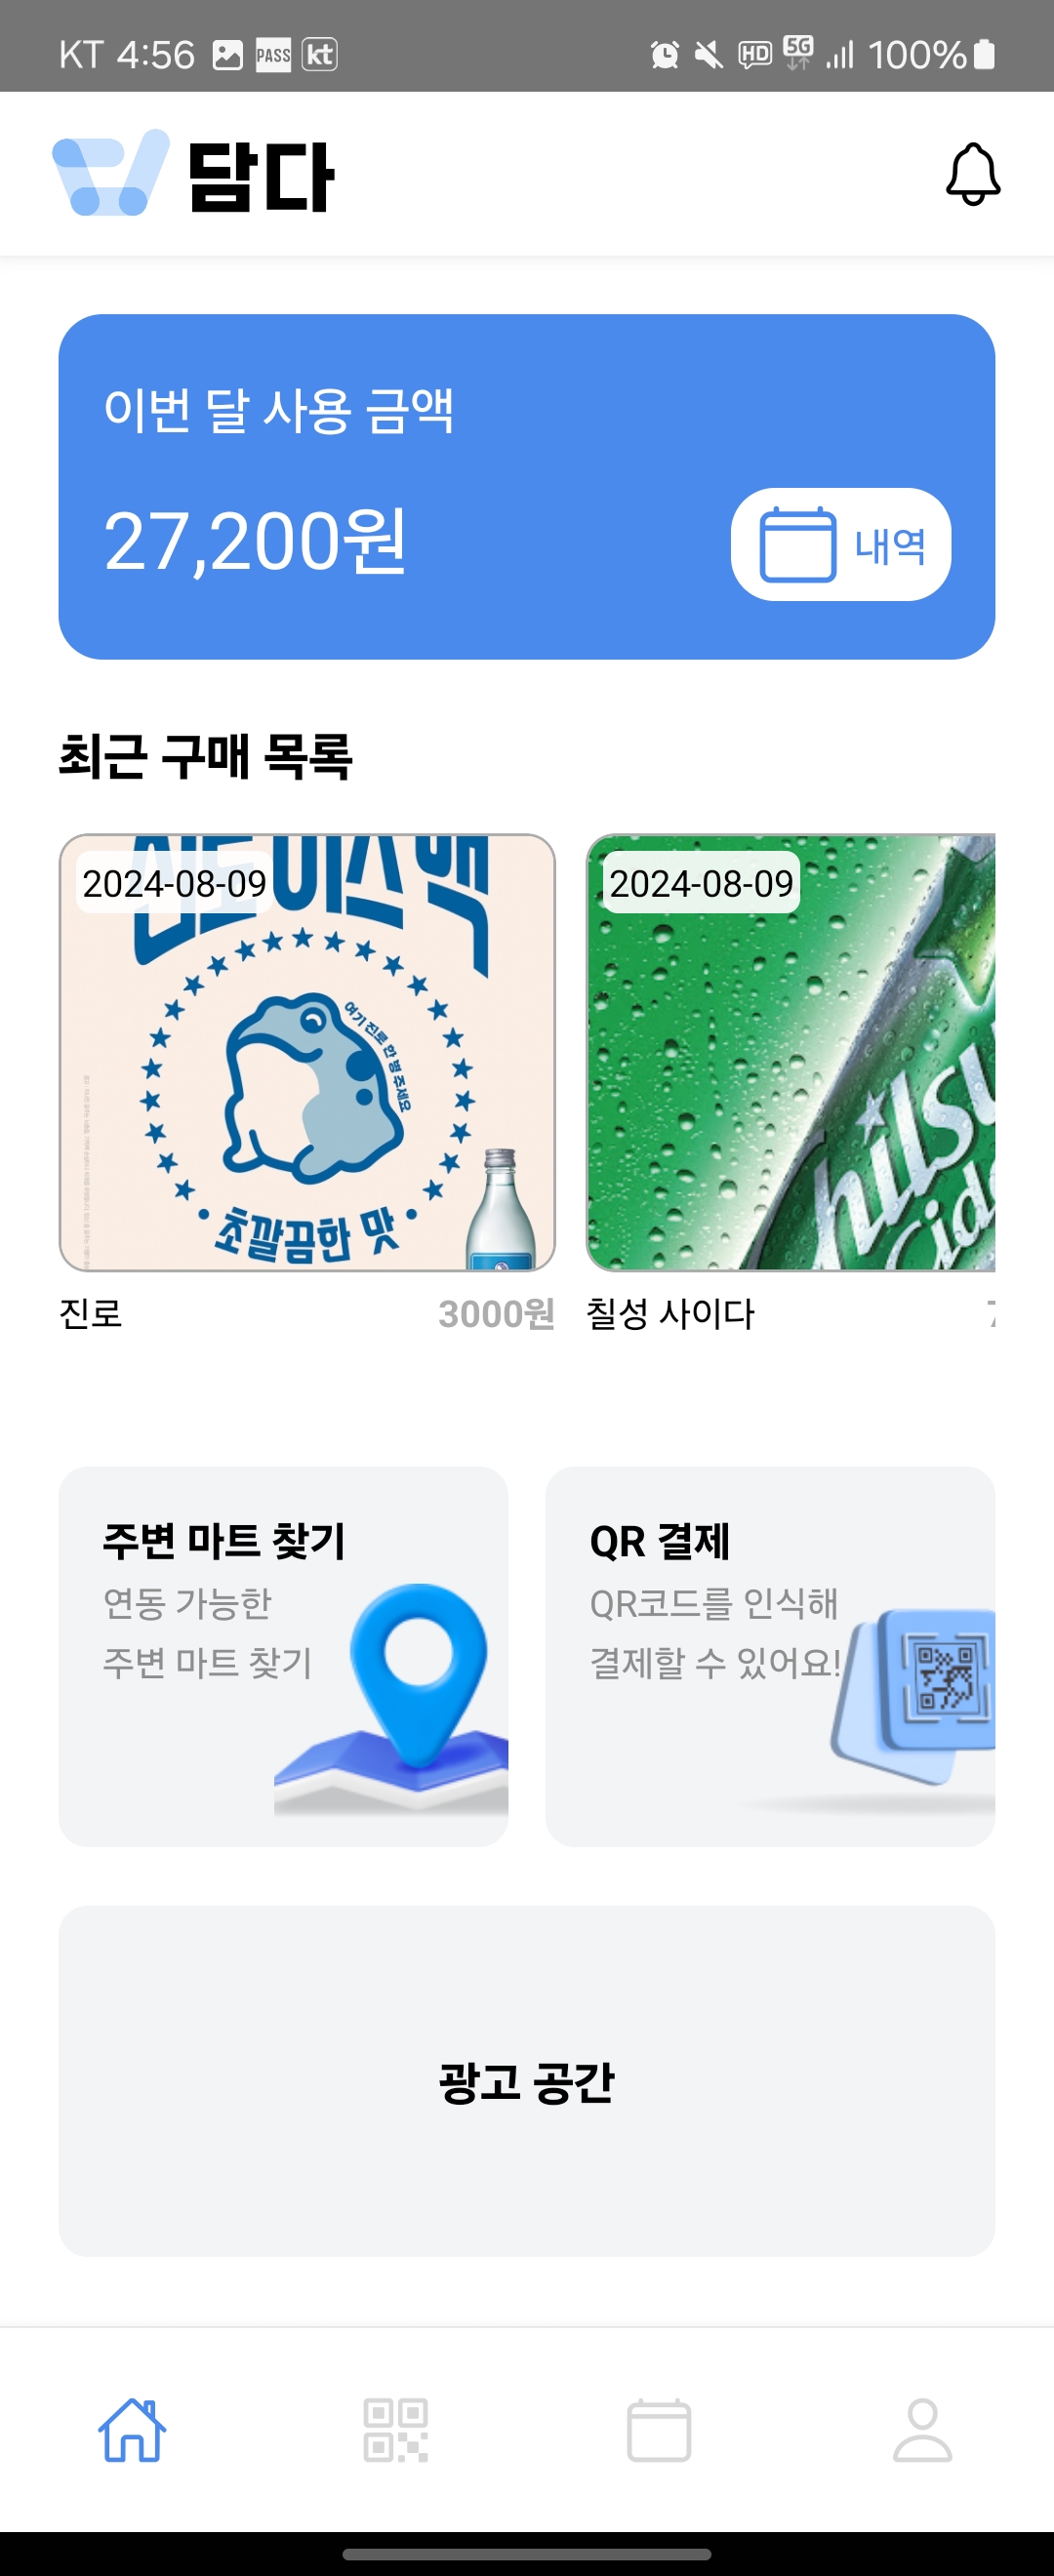 KT 4:56 PASS kt HD 5G 100%
담다
이번 달 사용 금액
27,200원
내역
최근 구매 목록
2024-08-09
여기 진로 한 병 주세요
초깔끔한 맛
진로 3000원
2024-08-09
칠성 사이다
주변 마트 찾기
연동 가능한
주변 마트 찾기
QR 결제
QR코드를 인식해
결제할 수 있어요!
광고 공간